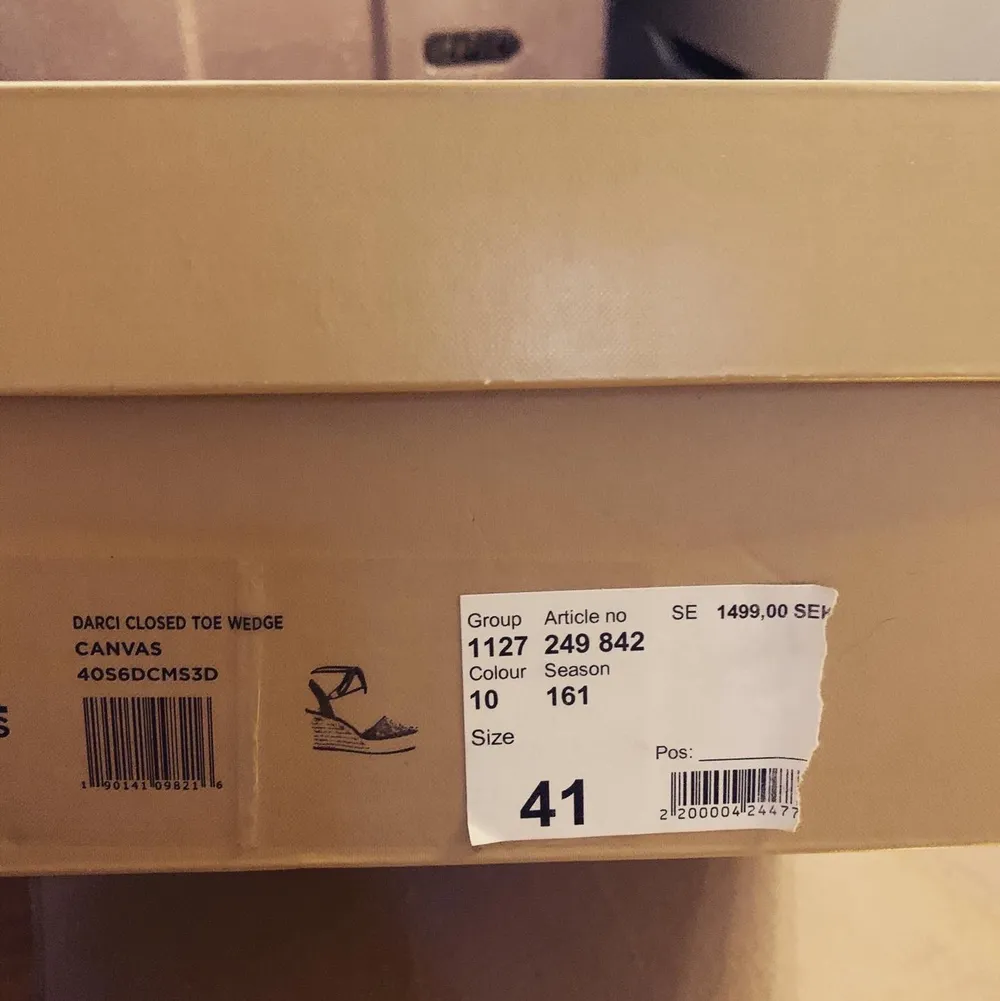 DARCI CLOSED TOE WEDGE
CANVAS
40S6DCMS3D
1 90141 09821 6
S
Group Article no SE 1499,00 SEK
1127 249 842
Colour Season
10 161
Size
Pos:
41
2 200004 24477